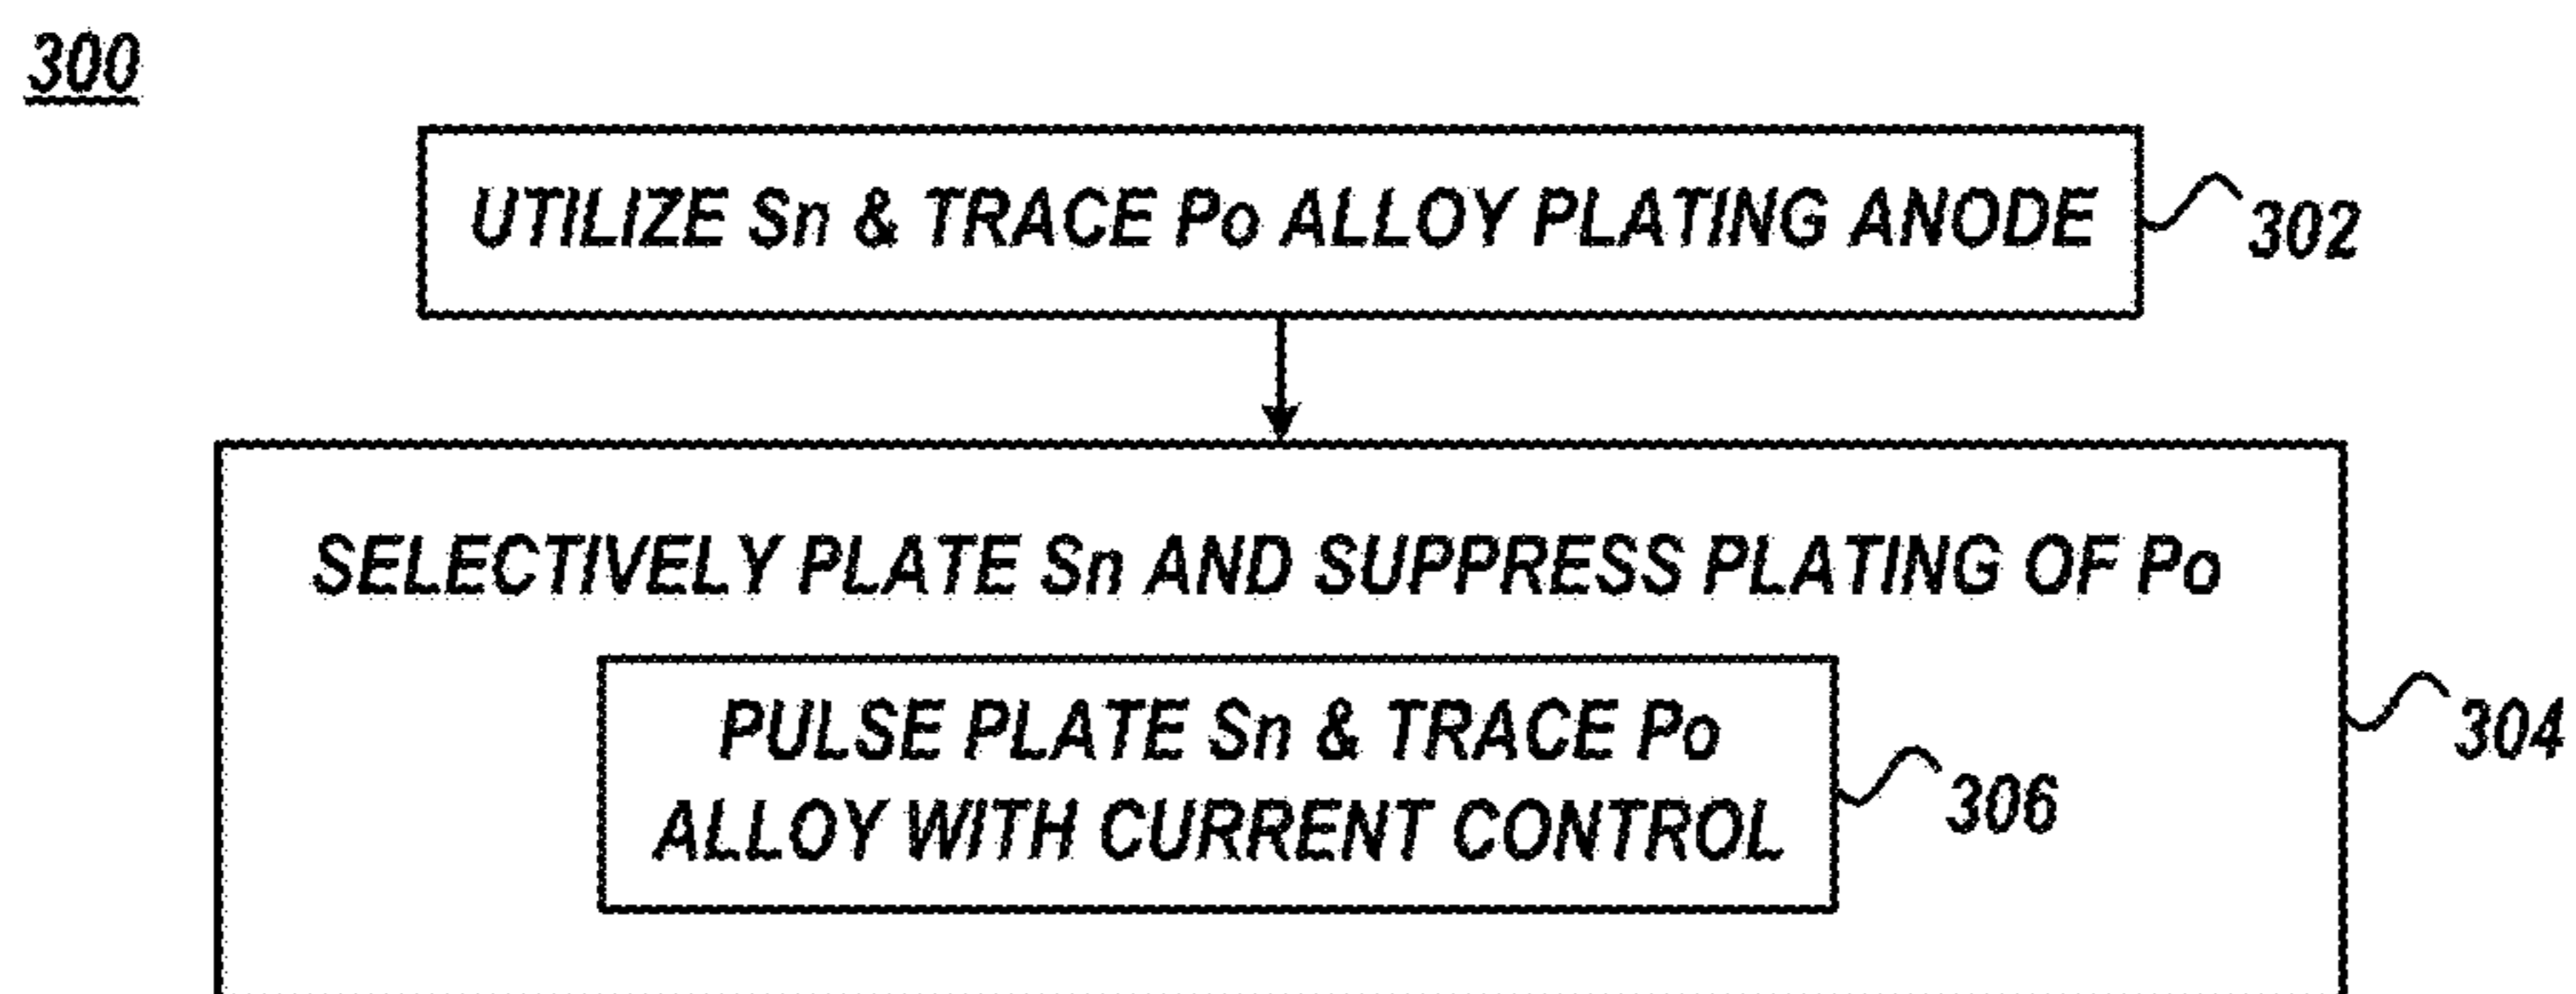 300
UTILIZE Sn & TRACE Po ALLOY PLATING ANODE
302
SELECTIVELY PLATE Sn AND SUPPRESS PLATING OF Po
304
PULSE PLATE Sn & TRACE Po
ALLOY WITH CURRENT CONTROL
306